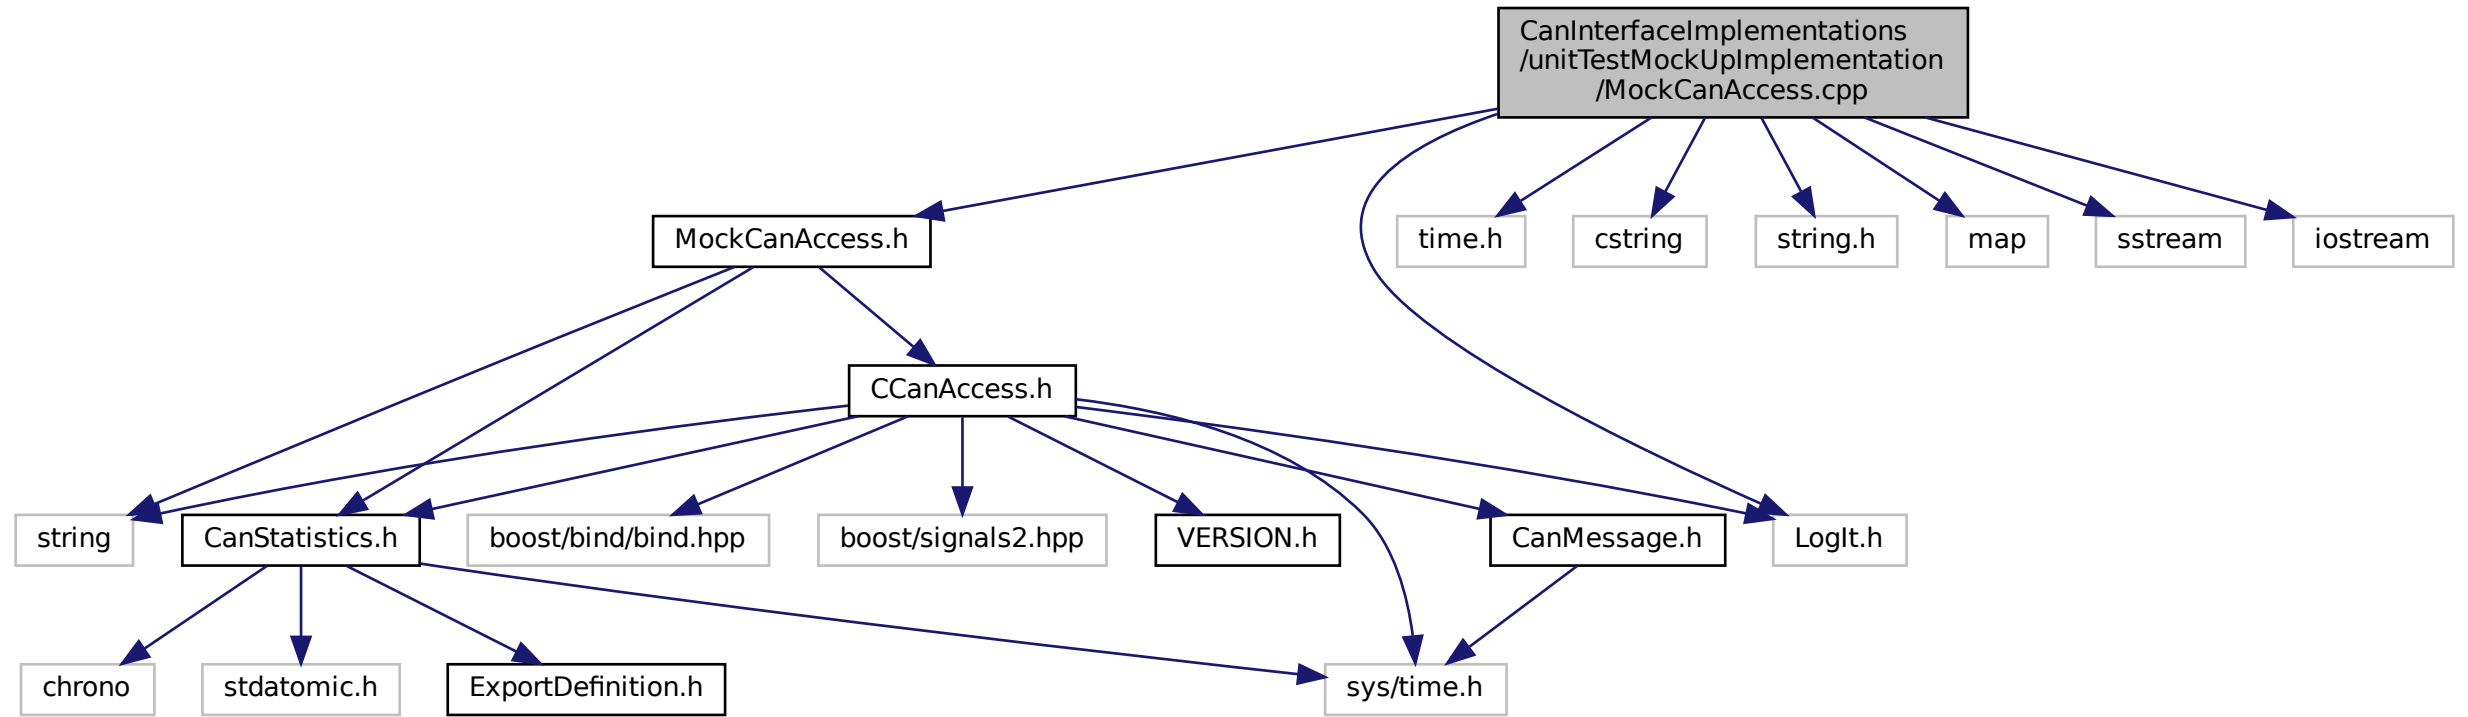 CanInterfaceImplementations
/unitTestMockUpImplementation
/MockCanAccess.cpp
MockCanAccess.h
time.h
cstring
string.h
map
sstream
iostream
CCanAccess.h
string
CanStatistics.h
boost/bind/bind.hpp
boost/signals2.hpp
VERSION.h
CanMessage.h
LogIt.h
chrono
stdatomic.h
ExportDefinition.h
sys/time.h